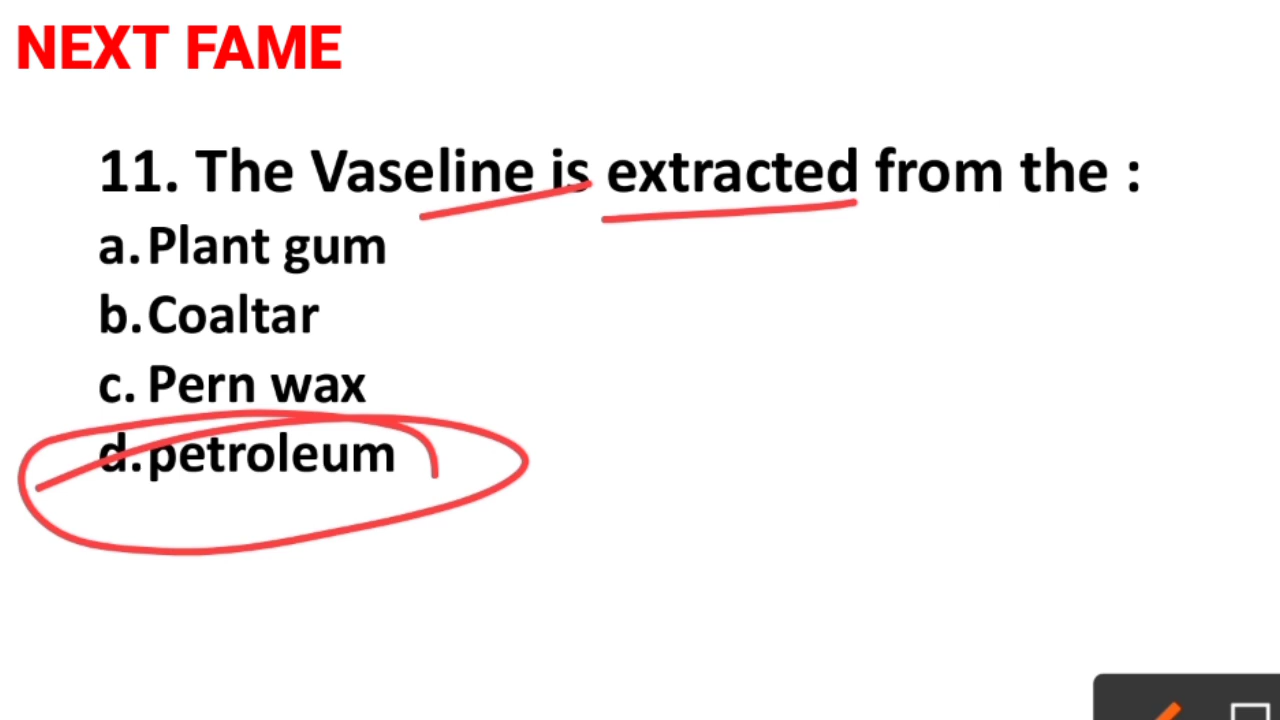 NEXT FAME
11. The Vaseline is extracted from the :
a. Plant gum
b. Coaltar
c. Pern wax
d. petroleum